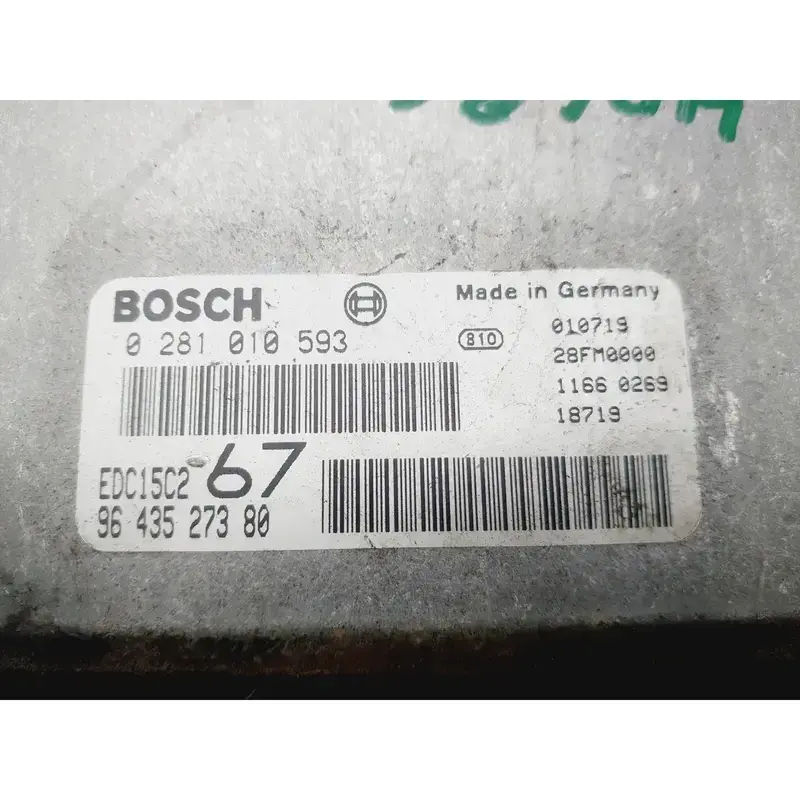 BOSCH
Made in Germany
0 281 010 593
810
010719
28FM0000
1166 0269
18719
EDC15C2
67
96 435 273 80